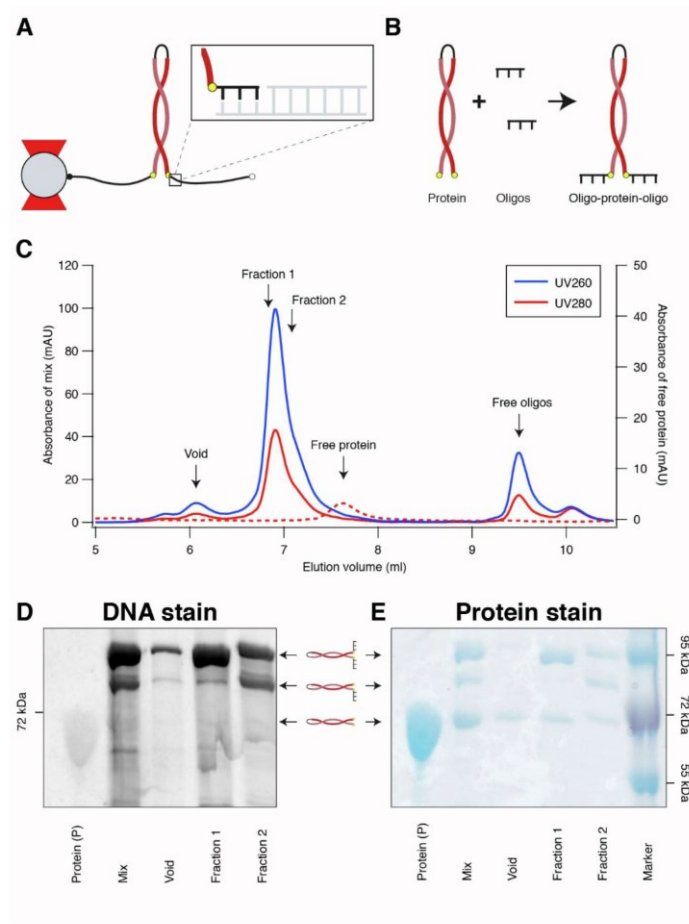 A
B
+
Protein
Oligos
Oligo-protein-oligo
C
120
100
80
60
40
20
0
Absorbance of mix (mAU)
Fraction 1
Fraction 2
Void
Free protein
Free oligos
UV260
UV280
50
40
30
20
10
0
Absorbance of free protein (mAU)
5
6
7
8
9
10
Elution volume (ml)
D
DNA stain
72 kDa
Protein (P)
Mix
Void
Fraction 1
Fraction 2
E
Protein stain
95 kDa
72 kDa
55 kDa
Protein (P)
Mix
Void
Fraction 1
Fraction 2
Marker